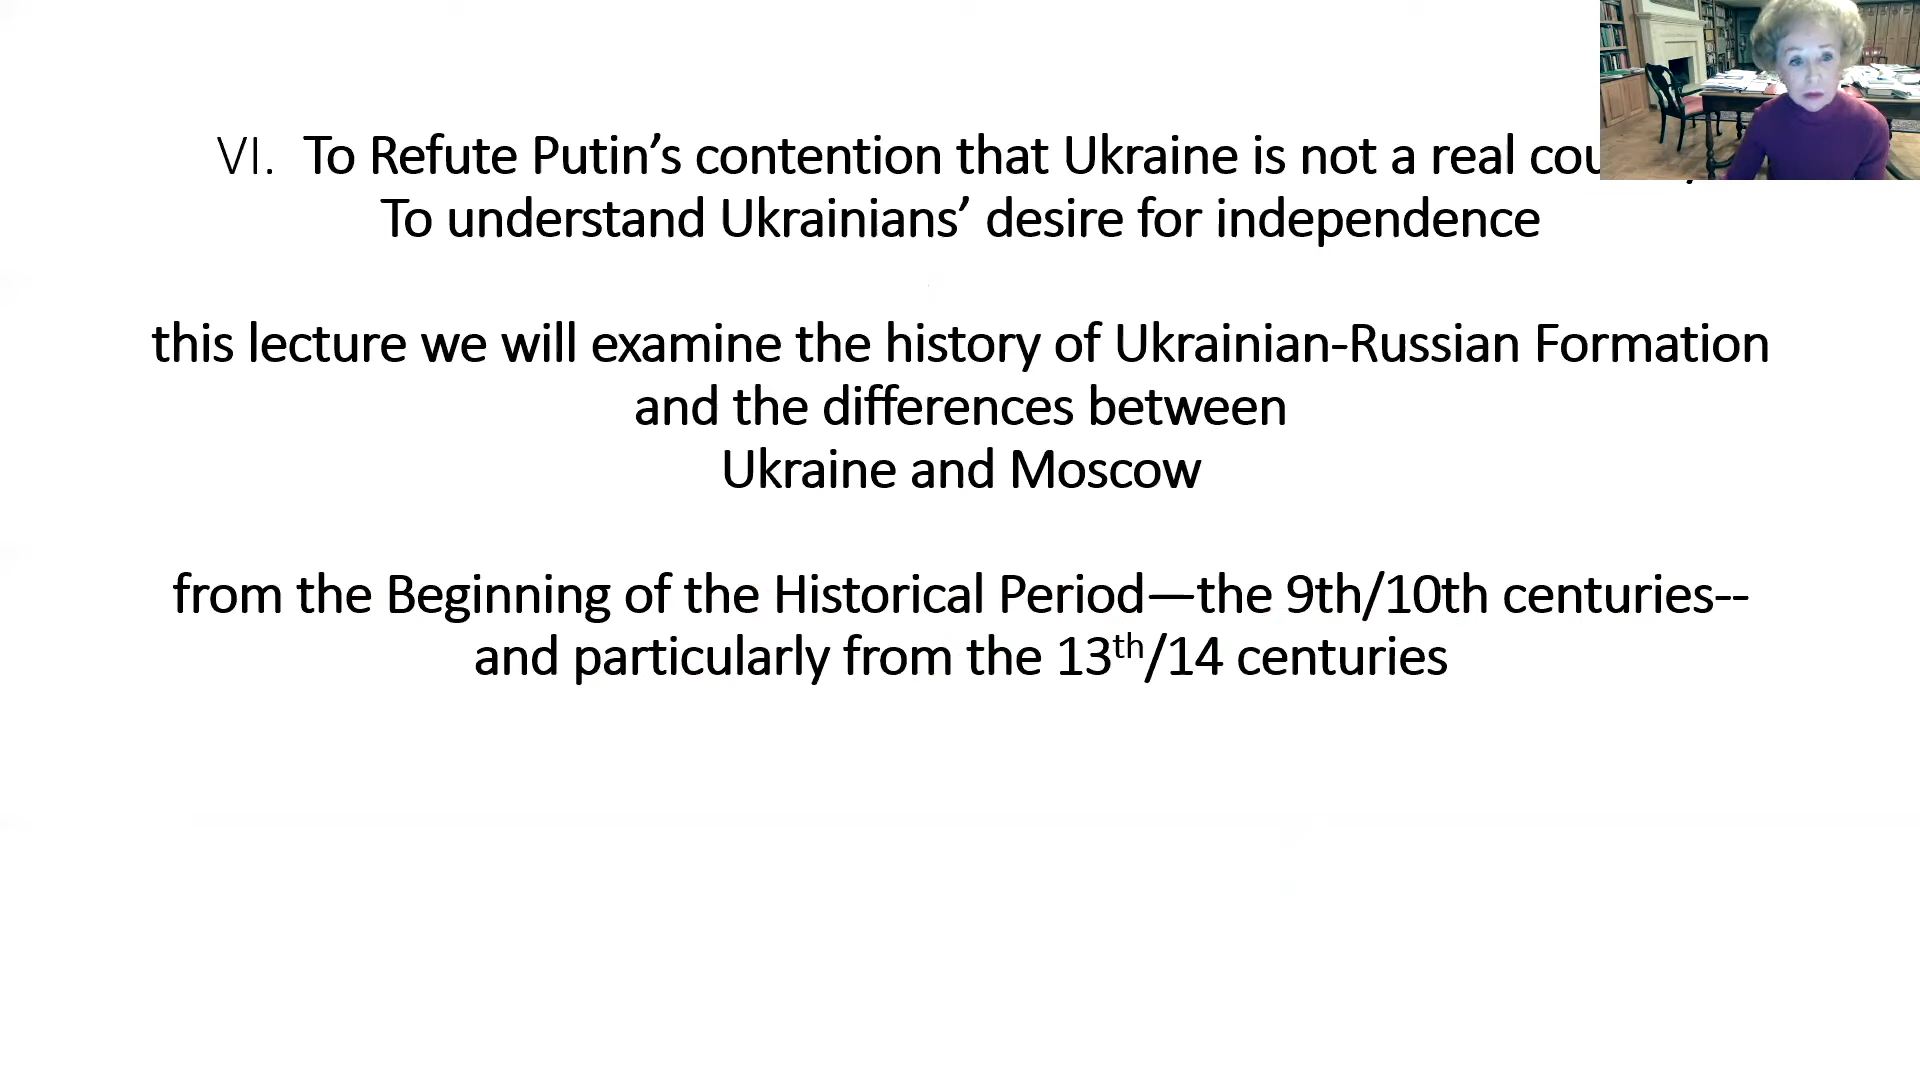 VI. To Refute Putin’s contention that Ukraine is not a real
To understand Ukrainians’ desire for independence
this lecture we will examine the history of Ukrainian-Russian Formation
and the differences between
Ukraine and Moscow
from the Beginning of the Historical Period—the 9th/10th centuries--
and particularly from the 13th/14 centuries